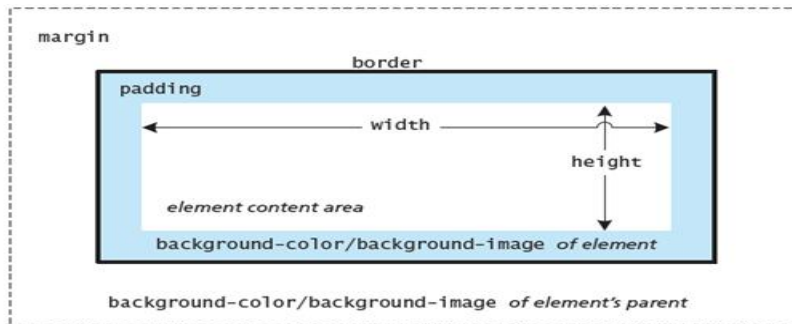 margin
border
padding
width
height
element content area
background-color/background-image of element
background-color/background-image of element's parent